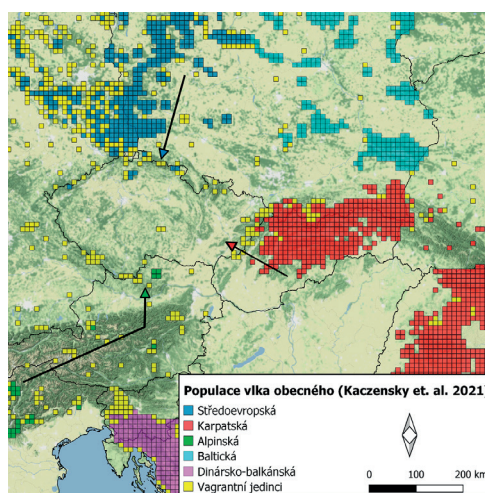 Populace vlka obecného (Kaczensky et. al. 2021)
Středoevropská
Karpatská
Alpinská
Baltická
Dinársko-balkánská
Vagrantní jedinci
0 100 200 km